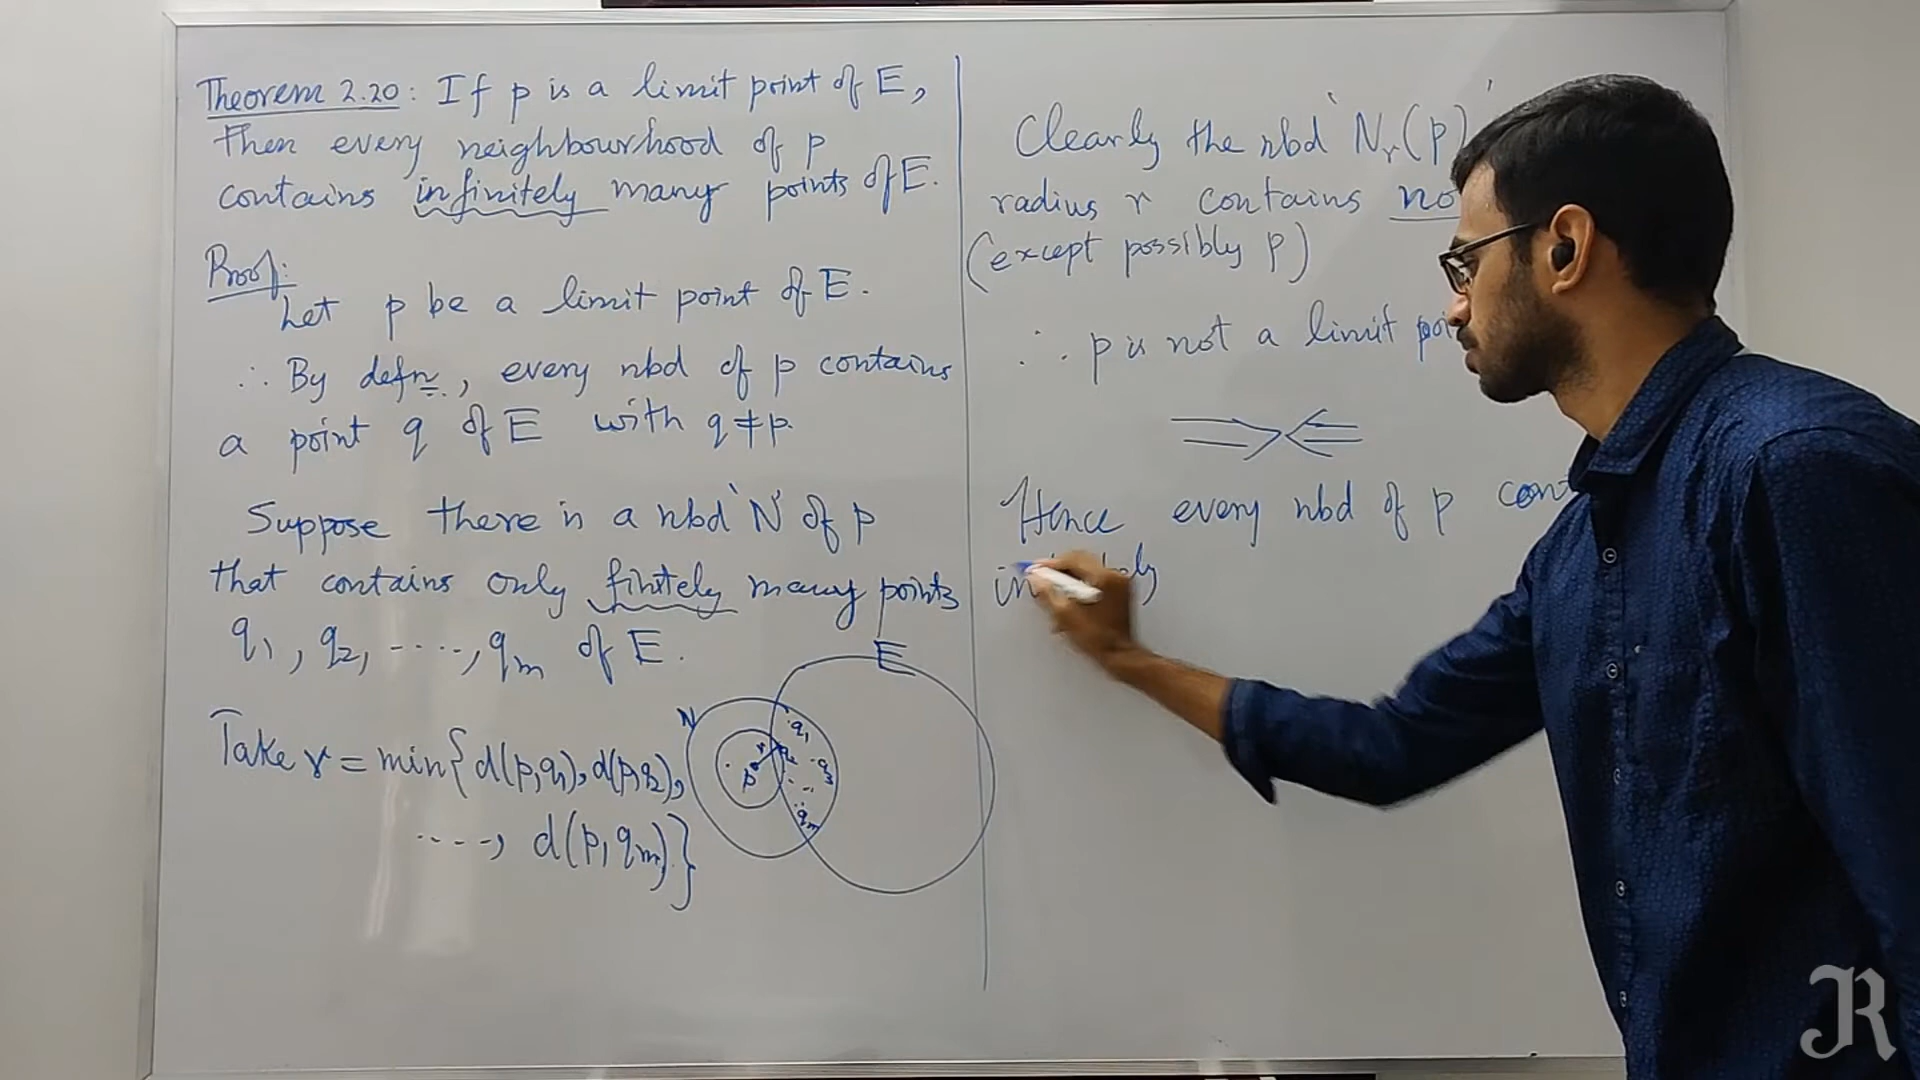 Theorem 2.20: If p is a limit point of E,
then every neighbourhood of p
contains infinitely many points of E.
Proof:
Let p be a limit point of E.
∴ By defn., every nbd of p contains
a point q of E with q ≠ p.
Suppose there is a nbd 'N' of p
that contains only finitely many points
q1, q2, ....., qm of E.
Take r = min{d(p,q1), d(p,q2),
....., d(p,qm)}
E
N
q1
q2
q3
r
p
qm
Clearly the nbd 'Nr(p)'
radius r contains no
(except possibly p)
∴ p is not a limit
Hence every nbd of p
R